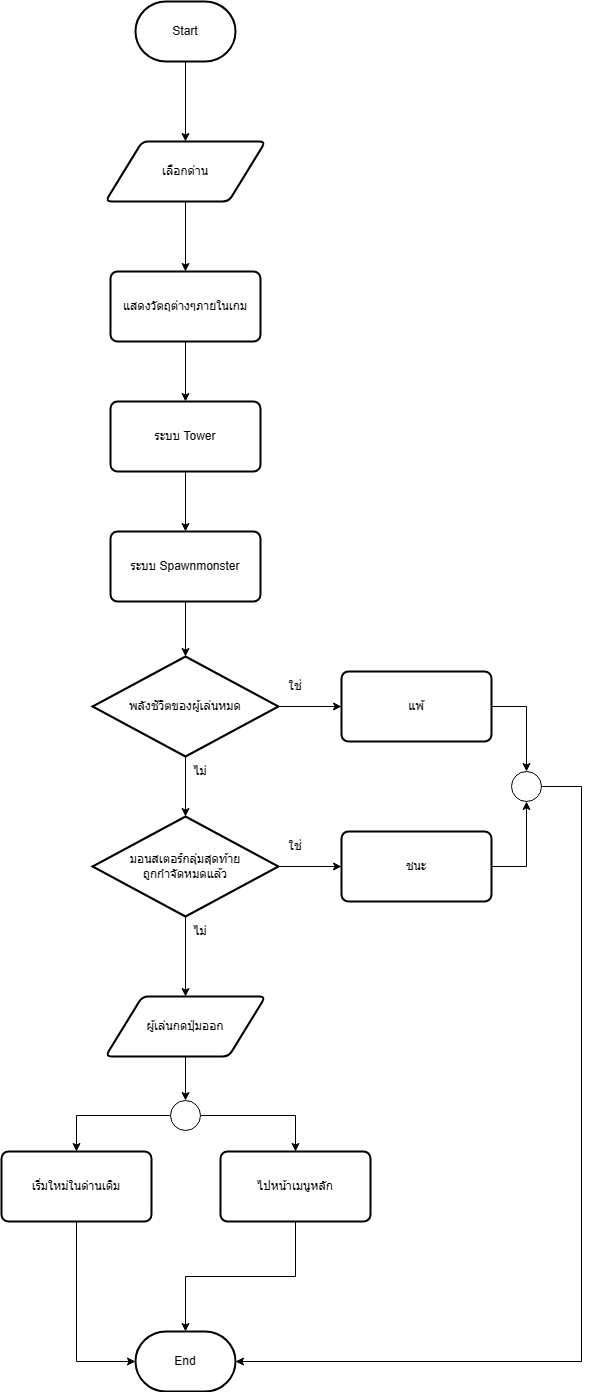 Start
เลือกด่าน
แสดงวัตถุต่างๆภายในเกม
ระบบ Tower
ระบบ Spawnmonster
พลังชีวิตของผู้เล่นหมด
ใช่
แพ้
ไม่
มอนสเตอร์กลุ่มสุดท้าย
ถูกกำจัดหมดแล้ว
ใช่
ชนะ
ไม่
ผู้เล่นกดปุ่มออก
เริ่มใหม่ในด่านเดิม
ไปหน้าเมนูหลัก
End